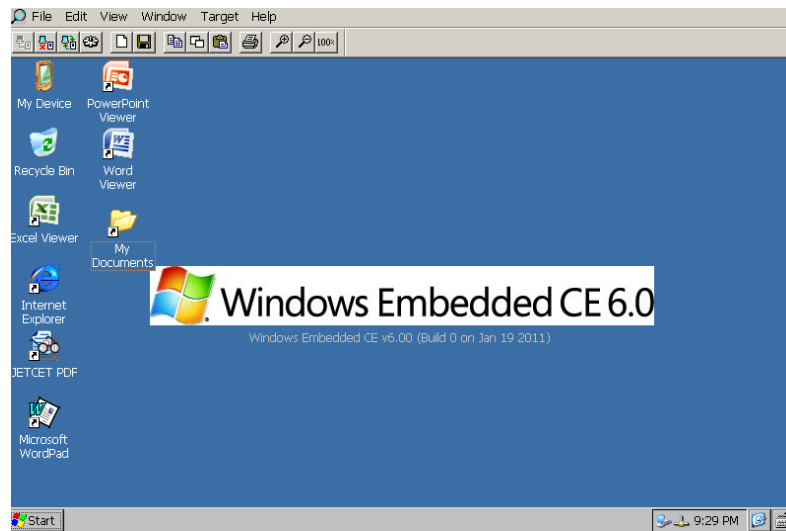 File Edit View Window Target Help
100%
My Device
PowerPoint
Viewer
Recycle Bin
Word
Viewer
Excel Viewer
My
Documents
Internet
Explorer
Windows Embedded CE 6.0
Windows Embedded CE v6.00 (Build 0 on Jan 19 2011)
JETCET PDF
Microsoft
WordPad
Start
9:29 PM